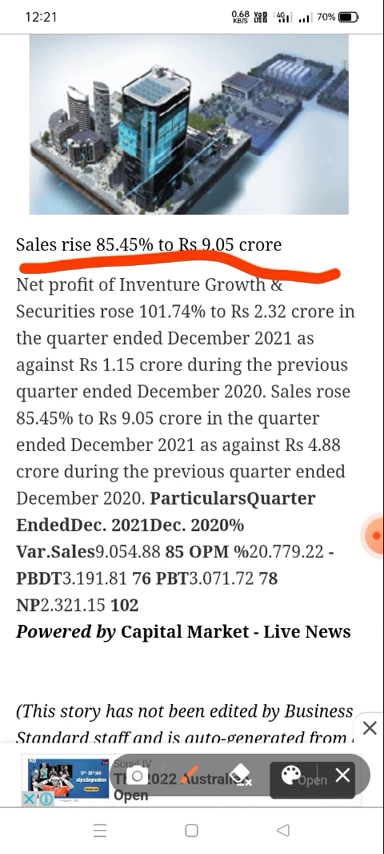 12:21
0.68 KB/S VoB LTE 4G 70%
Sales rise 85.45% to Rs 9.05 crore
Net profit of Inventure Growth &
Securities rose 101.74% to Rs 2.32 crore in
the quarter ended December 2021 as
against Rs 1.15 crore during the previous
quarter ended December 2020. Sales rose
85.45% to Rs 9.05 crore in the quarter
ended December 2021 as against Rs 4.88
crore during the previous quarter ended
December 2020. ParticularsQuarter
EndedDec. 2021Dec. 2020%
Var.Sales9.054.88 85 OPM %20.779.22 -
PBDT3.191.81 76 PBT3.071.72 78
NP2.321.15 102
Powered by Capital Market - Live News
(This story has not been edited by Business
Standard staff and is auto-generated from
AD
SonyLIV
2022 Australia
Open
Open